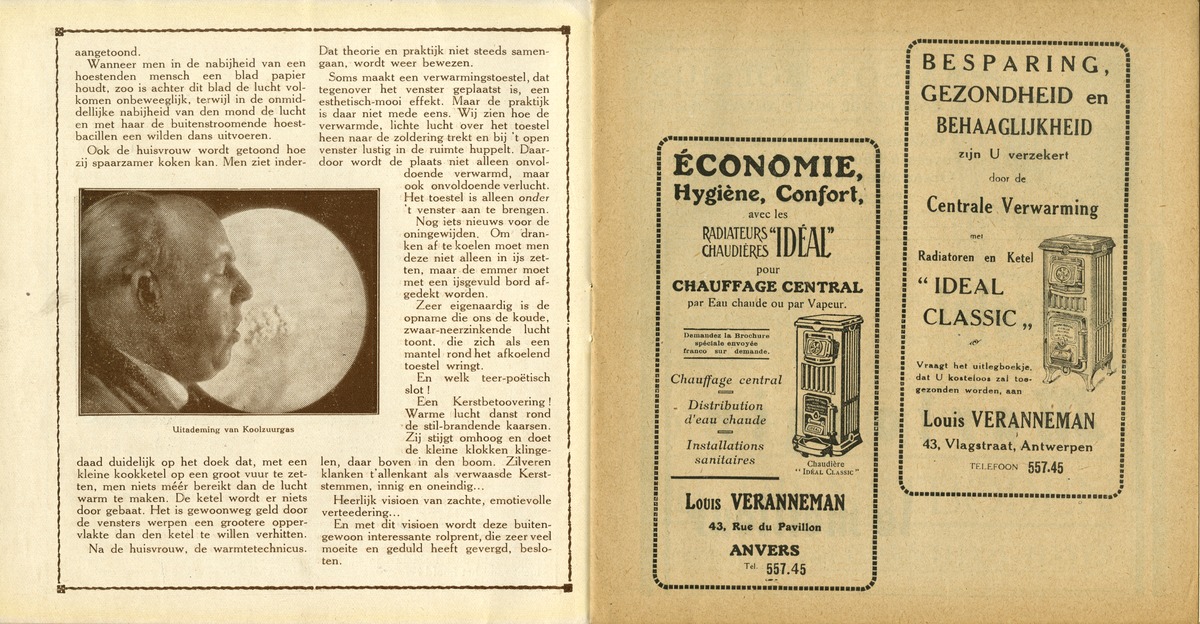 aangetoond.
Wanneer men in de nabijheid van een
hoestenden mensch een blad papier
houdt, zoo is achter dit blad de lucht vol-
komen onbeweeglijk, terwijl in de onmid-
dellijke nabijheid van den mond de lucht
en met haar de buitenstroomende hoest-
bacillen een wilden dans uitvoeren.
Ook de huisvrouw wordt getoond hoe
zij spaarzamer koken kan. Men ziet inder-
Uitademing van Koolzuurgas
daad duidelijk op het doek dat, met een
kleine kookketel op een groot vuur te zet-
ten, men niets méér bereikt dan de lucht
warm te maken. De ketel wordt er niets
door gebaat. Het is gewoonweg geld door
de vensters werpen een grootere opper-
vlakte dan den ketel te willen verhitten.
Na de huisvrouw, de warmtetechnicus.
Dat theorie en praktijk niet steeds samen-
gaan, wordt weer bewezen.
Soms maakt een verwarmingstoestel, dat
tegenover het venster geplaatst is, een
esthetisch-mooi effekt. Maar de praktijk
is daar niet mede eens. Wij zien hoe de
verwarmde, lichte lucht over het toestel
heen naar de zoldering trekt en bij 't open
venster lustig in de ruimte huppelt. Daar-
door wordt de plaats niet alleen onvol-
doende verwarmd, maar
ook onvoldoende verlucht.
Het toestel is alleen onder
't venster aan te brengen.
Nog iets nieuws voor de
oningewijden. Om dran-
ken af te koelen moet men
deze niet alleen in ijs zet-
ten, maar de emmer moet
met een ijsgevuld bord af-
gedekt worden.
Zeer eigenaardig is de
opname die ons de koude,
zwaar-neerzinkende lucht
toont, die zich als een
mantel rond het afkoelend
toestel wringt.
En welk teer-poëtisch
slot !
Een Kerstbetoovering !
Warme lucht danst rond
de stil-brandende kaarsen.
Zij stijgt omhoog en doet
de kleine klokken klinge-
len, daar boven in den boom. Zilveren
klanken t'allenkant als verwaasde Kerst-
stemmen, innig en oneindig...
Heerlijk visioen van zachte, emotievolle
verteedering...
En met dit visioen wordt deze buiten-
gewoon interessante rolprent, die zeer veel
moeite en geduld heeft gevergd, beslo-
ten.
ÉCONOMIE,
Hygiène, Confort,
avec les
RADIATEURS
CHAUDIÈRES "IDÉAL"
pour
CHAUFFAGE CENTRAL
par Eau chaude ou par Vapeur.
Demandez la Brochure
spéciale envoyée
franco sur demande.
Chauffage central
Distribution
d'eau chaude
Installations
sanitaires
Chaudière
"IDÉAL CLASSIC"
Louis VERANNEMAN
43, Rue du Pavillon
ANVERS
Tel. 557.45
BESPARING,
GEZONDHEID en
BEHAAGLIJKHEID
zijn U verzekert
door de
Centrale Verwarming
met
Radiatoren en Ketel
“ IDEAL
CLASSIC „
Vraagt het uitlegboekje,
dat U kosteloos zal toe-
gezonden worden, aan
Louis VERANNEMAN
43, Vlagstraat, Antwerpen
TELEFOON 557.45